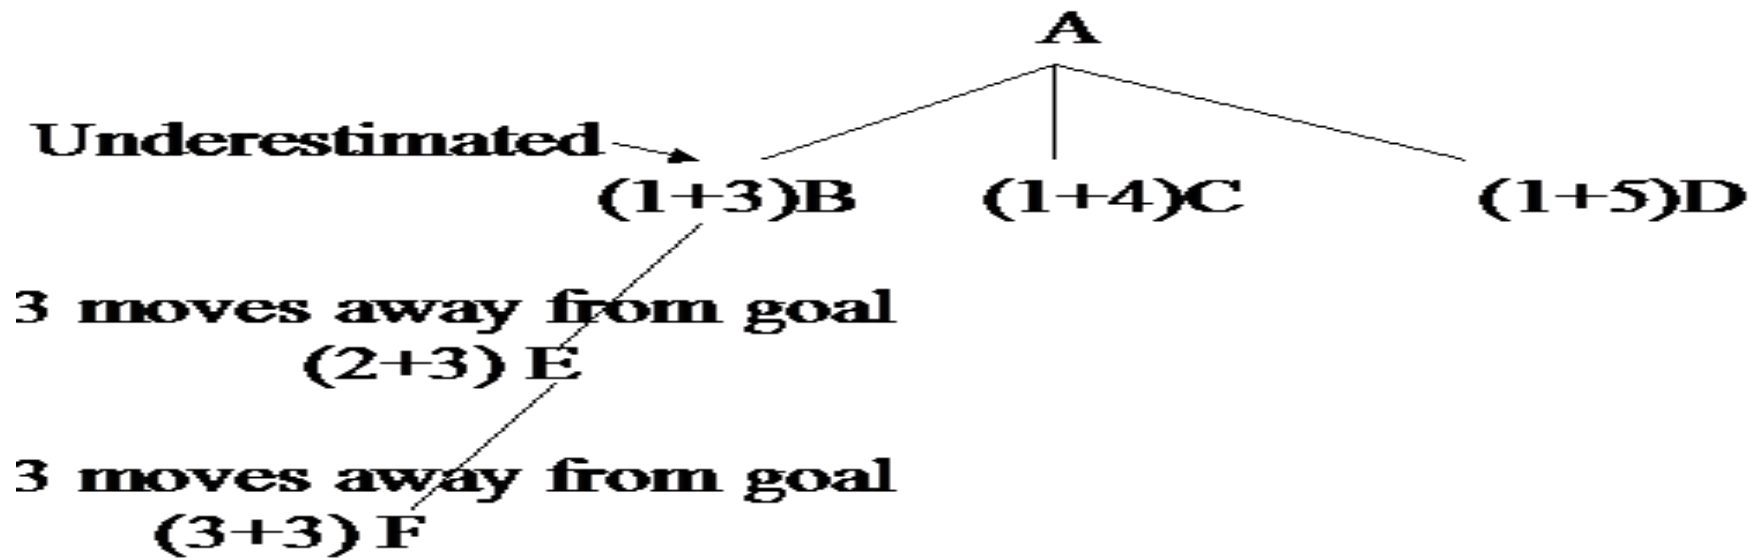 A
Underestimated
(1+3)B (1+4)C (1+5)D
3 moves away from goal
(2+3) E
3 moves away from goal
(3+3) F